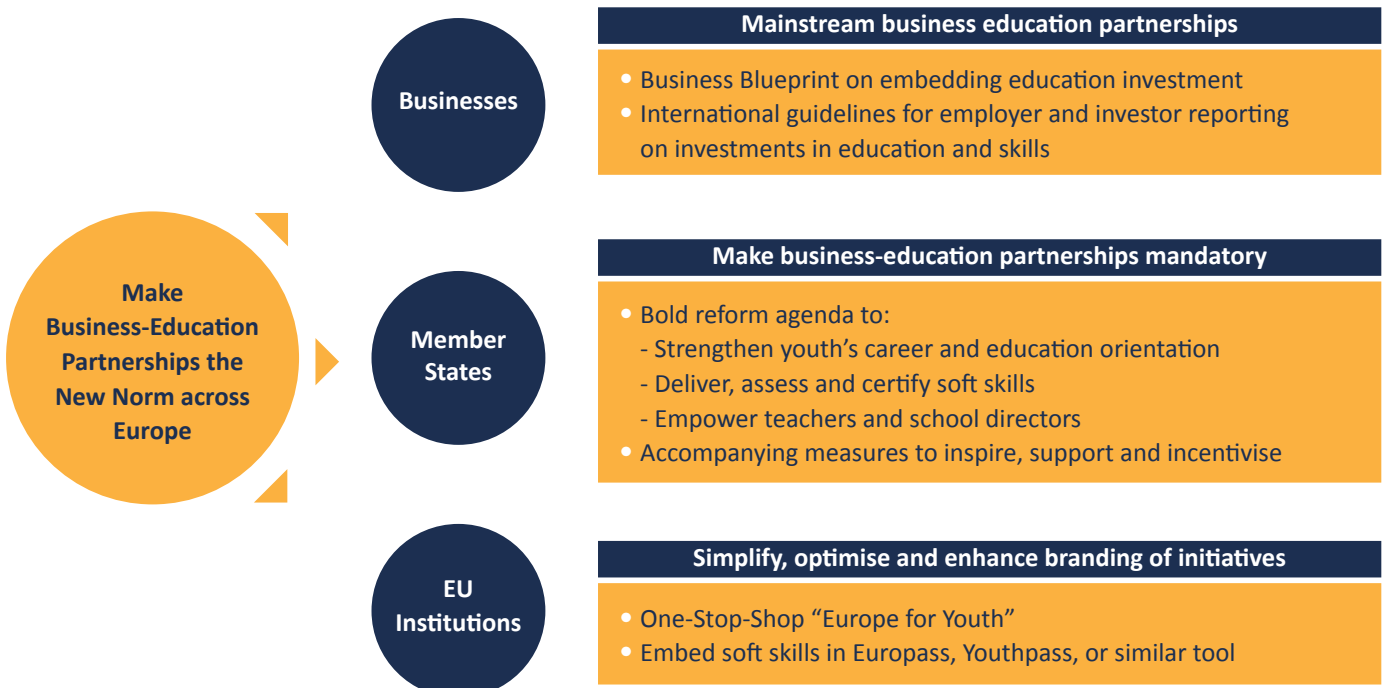 Make
Business-Education
Partnerships the
New Norm across
Europe
Businesses
Mainstream business education partnerships
• Business Blueprint on embedding education investment
• International guidelines for employer and investor reporting
on investments in education and skills
Member
States
Make business-education partnerships mandatory
• Bold reform agenda to:
- Strengthen youth’s career and education orientation
- Deliver, assess and certify soft skills
- Empower teachers and school directors
• Accompanying measures to inspire, support and incentivise
EU
Institutions
Simplify, optimise and enhance branding of initiatives
• One-Stop-Shop “Europe for Youth”
• Embed soft skills in Europass, Youthpass, or similar tool